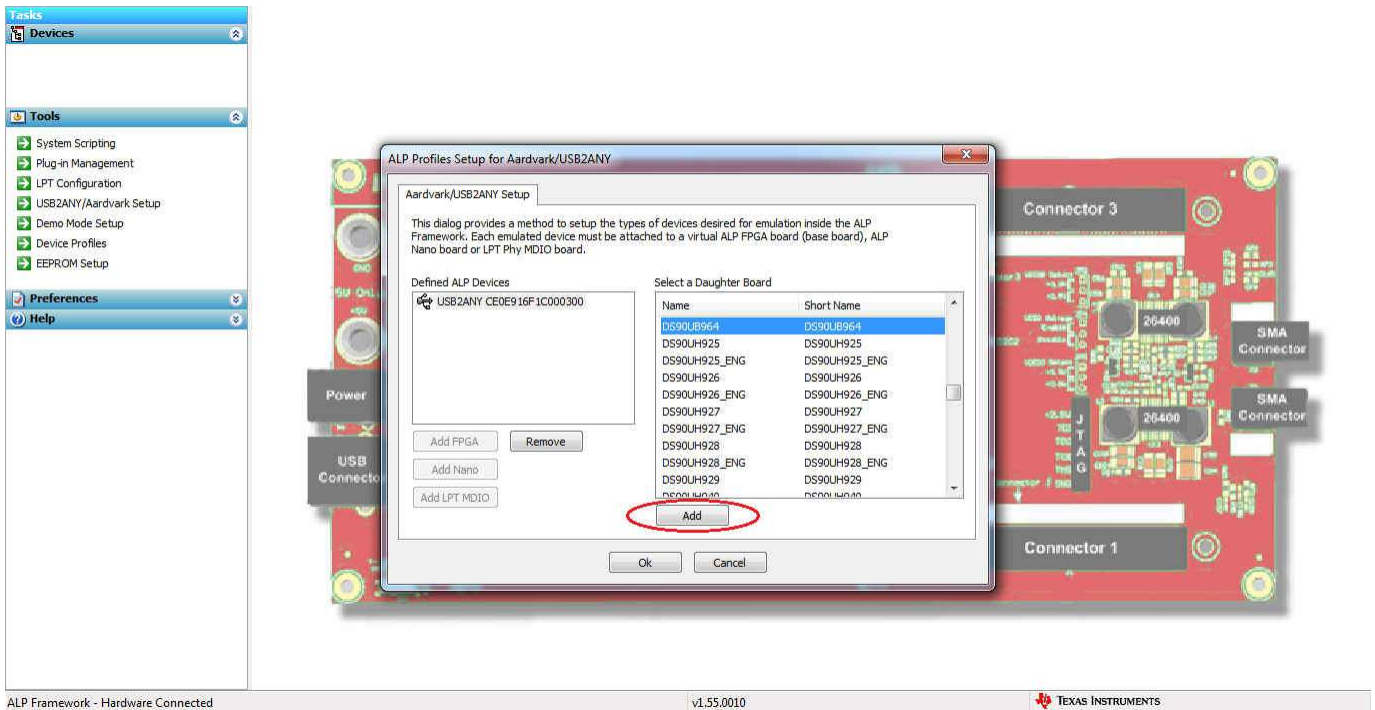 Tasks
Devices
Tools
System Scripting
Plug-in Management
LPT Configuration
USB2ANY/Aardvark Setup
Demo Mode Setup
Device Profiles
EEPROM Setup
Preferences
Help
ALP Profiles Setup for Aardvark/USB2ANY
Aardvark/USB2ANY Setup
This dialog provides a method to setup the types of devices desired for emulation inside the ALP
Framework. Each emulated device must be attached to a virtual ALP FPGA board (base board), ALP
Nano board or LPT Phy MDIO board.
Defined ALP Devices
USB2ANY CE0E916F1C000300
Add FPGA
Remove
Add Nano
Add LPT MDIO
Select a Daughter Board
Name Short Name
DS90UB964 DS90UB964
DS90UH925 DS90UH925
DS90UH925_ENG DS90UH925_ENG
DS90UH926 DS90UH926
DS90UH926_ENG DS90UH926_ENG
DS90UH927 DS90UH927
DS90UH927_ENG DS90UH927_ENG
DS90UH928 DS90UH928
DS90UH928_ENG DS90UH928_ENG
DS90UH929 DS90UH929
DS90UH940 DS90UH940
Add
Ok
Cancel
Power
USB
Connecto
GND
Connector 3
26400
SMA
Connector
SMA
Connector
26400
JTAG
Connector 1
ALP Framework - Hardware Connected
v1.55.0010
TEXAS INSTRUMENTS